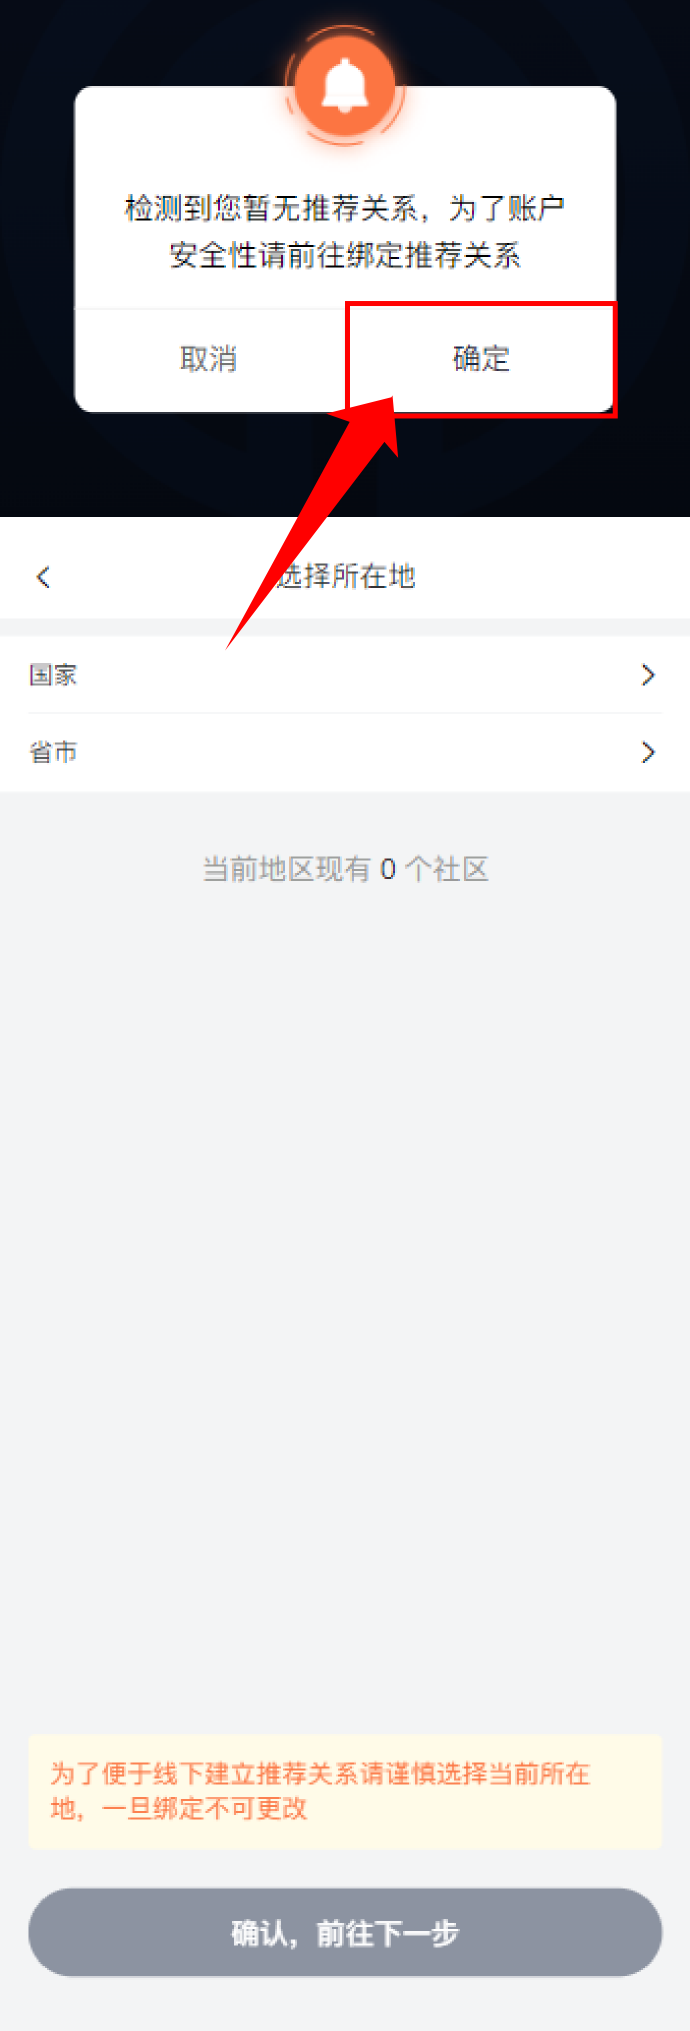 检测到您暂无推荐关系，为了账户
安全性请前往绑定推荐关系
取消
确定
选择所在地
国家
省市
当前地区现有 0 个社区
为了便于线下建立推荐关系请谨慎选择当前所在
地，一旦绑定不可更改
确认，前往下一步